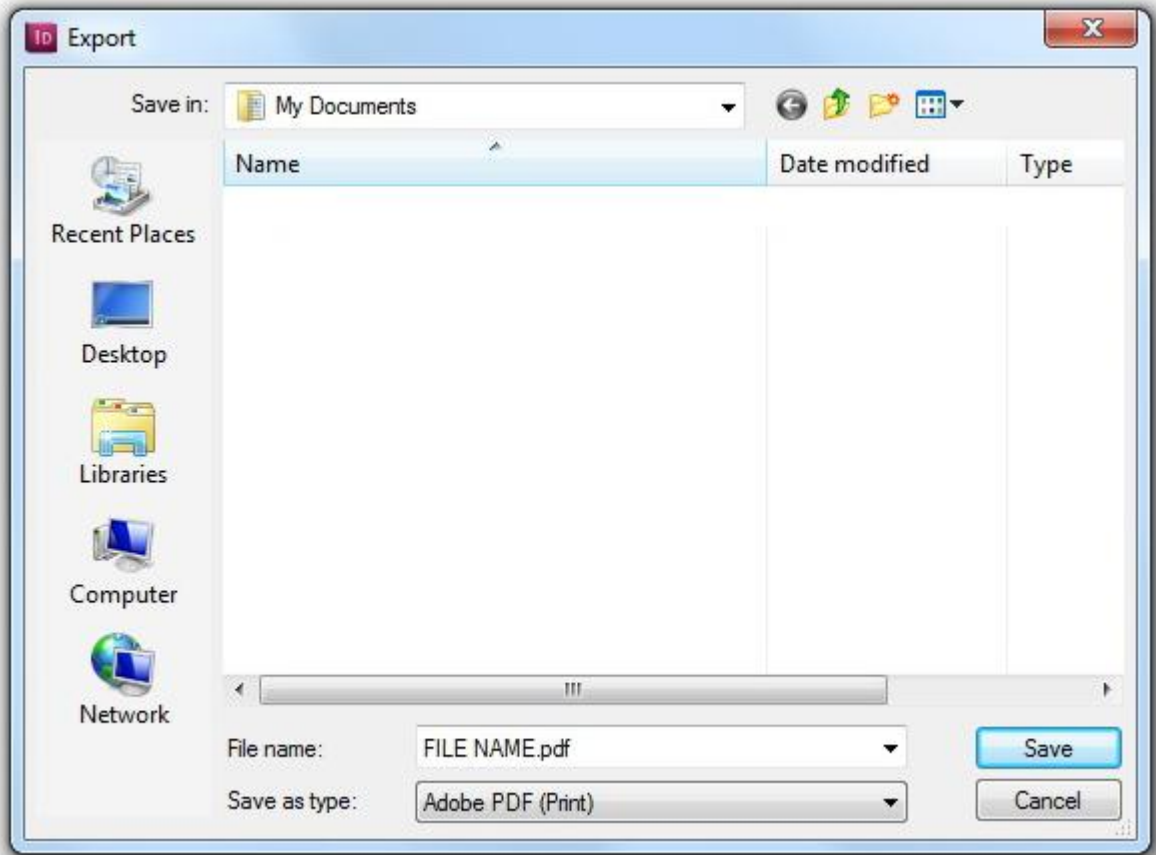 ID Export
Save in: My Documents
Name Date modified Type
Recent Places
Desktop
Libraries
Computer
Network
File name: FILE NAME.pdf Save
Save as type: Adobe PDF (Print) Cancel